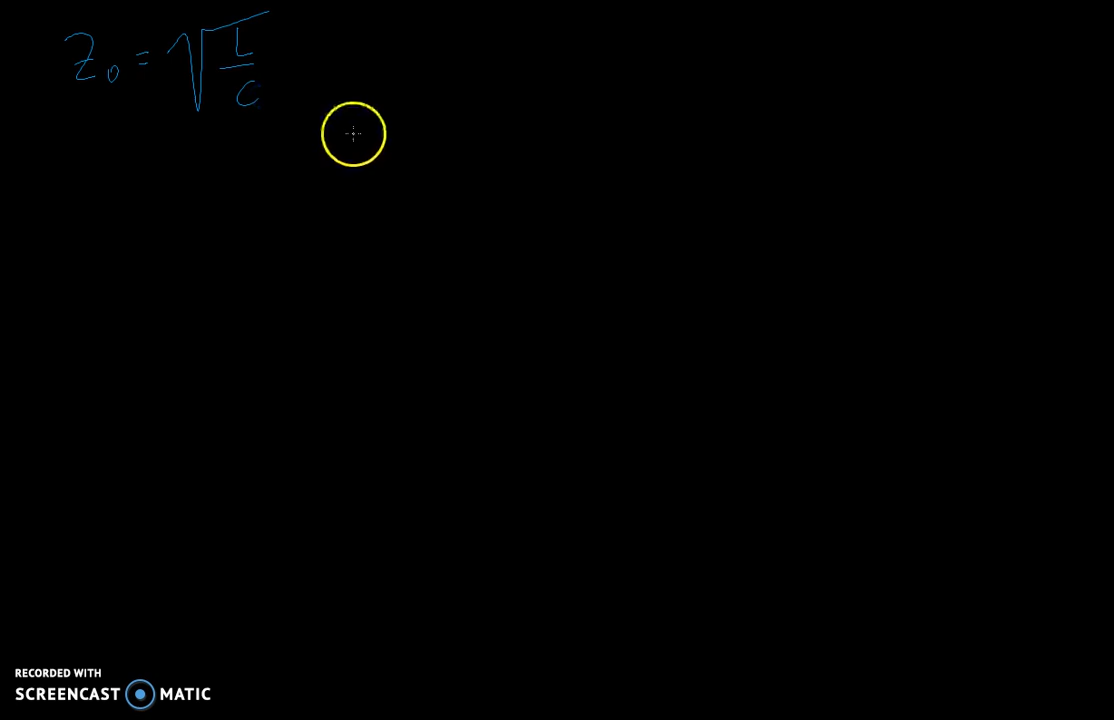 Z₀ = √(L/C)
RECORDED WITH
SCREENCAST MATIC